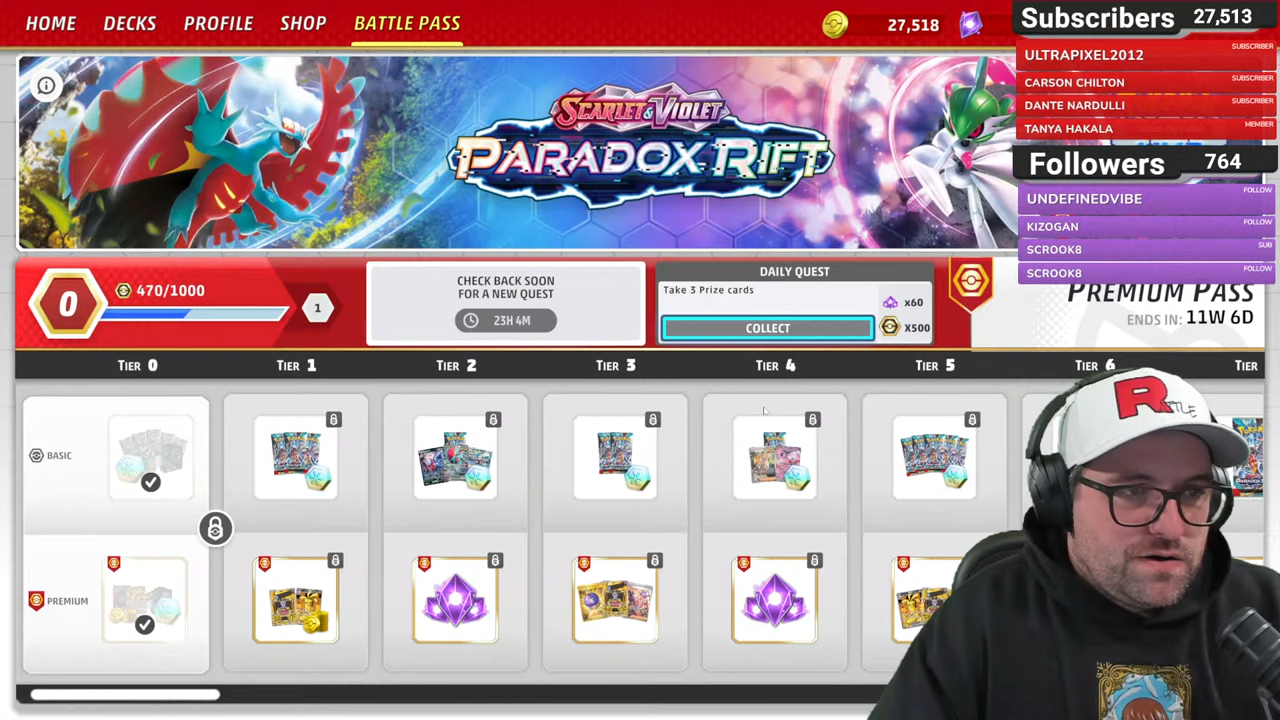 HOME
DECKS
PROFILE
SHOP
BATTLE PASS
27,518
Subscribers
27,513
ULTRAPIXEL2012
SUBSCRIBER
CARSON CHILTON
SUBSCRIBER
DANTE NARDULLI
SUBSCRIBER
TANYA HAKALA
MEMBER
Followers
764
UNDEFINEDVIBE
FOLLOW
KIZOGAN
FOLLOW
SCROOK8
SUB
SCROOK8
FOLLOW
SCARLET & VIOLET
PARADOX RIFT
0
470/1000
1
CHECK BACK SOON
FOR A NEW QUEST
23H 4M
DAILY QUEST
Take 3 Prize cards
x60
COLLECT
X500
PREMIUM PASS
ENDS IN: 11W 6D
TIER 0
TIER 1
TIER 2
TIER 3
TIER 4
TIER 5
TIER 6
TIER
BASIC
PREMIUM
R